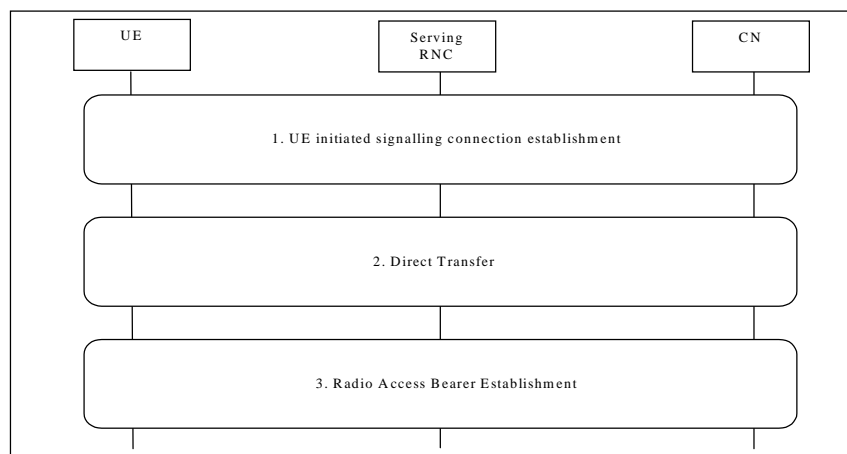 UE
Serving
RNC
CN
1. UE initiated signalling connection establishment
2. Direct Transfer
3. Radio Access Bearer Establishment